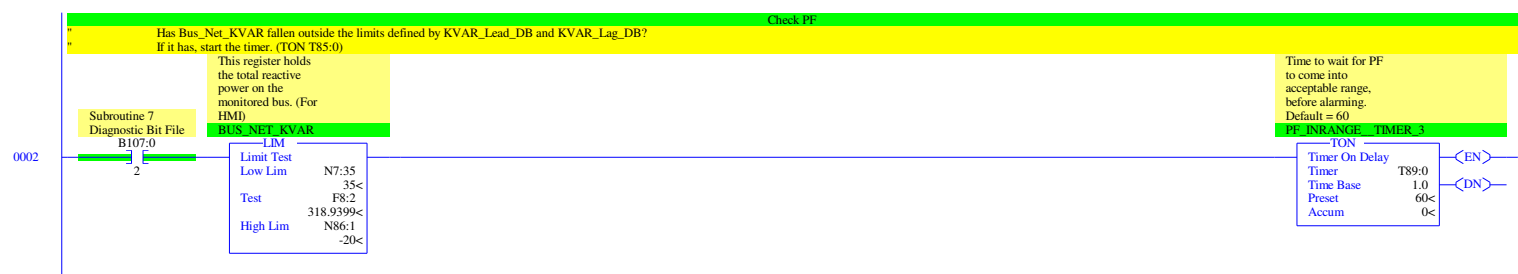 Check PF
" Has Bus_Net_KVAR fallen outside the limits defined by KVAR_Lead_DB and KVAR_Lag_DB?
" If it has, start the timer. (TON T85:0)
This register holds
the total reactive
power on the
monitored bus. (For
HMI)
BUS_NET_KVAR
Time to wait for PF
to come into
acceptable range,
before alarming.
Default = 60
PF_INRANGE__TIMER_3
Subroutine 7
Diagnostic Bit File
B107:0
2
0002
LIM
Limit Test
Low Lim N7:35
35<
Test F8:2
318.9399<
High Lim N86:1
-20<
TON
Timer On Delay
Timer T89:0
Time Base 1.0
Preset 60<
Accum 0<
EN
DN